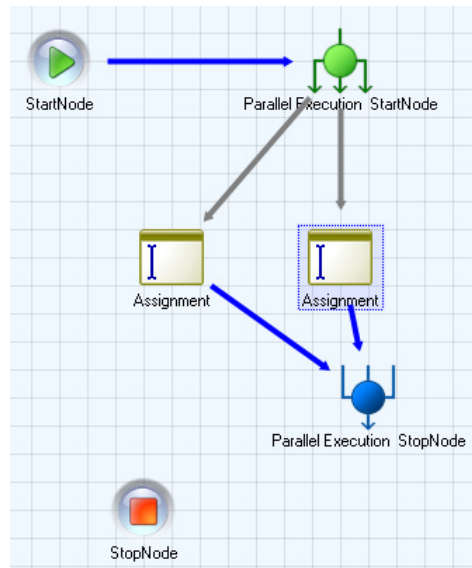 StartNode
Parallel Execution StartNode
Assignment
Assignment
Parallel Execution StopNode
StopNode